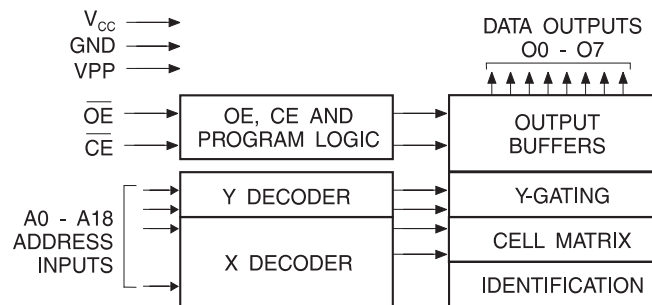 V_CC
GND
VPP
DATA OUTPUTS
O0 - O7
OE
CE
OE, CE AND
PROGRAM LOGIC
OUTPUT
BUFFERS
A0 - A18
ADDRESS
INPUTS
Y DECODER
X DECODER
Y-GATING
CELL MATRIX
IDENTIFICATION